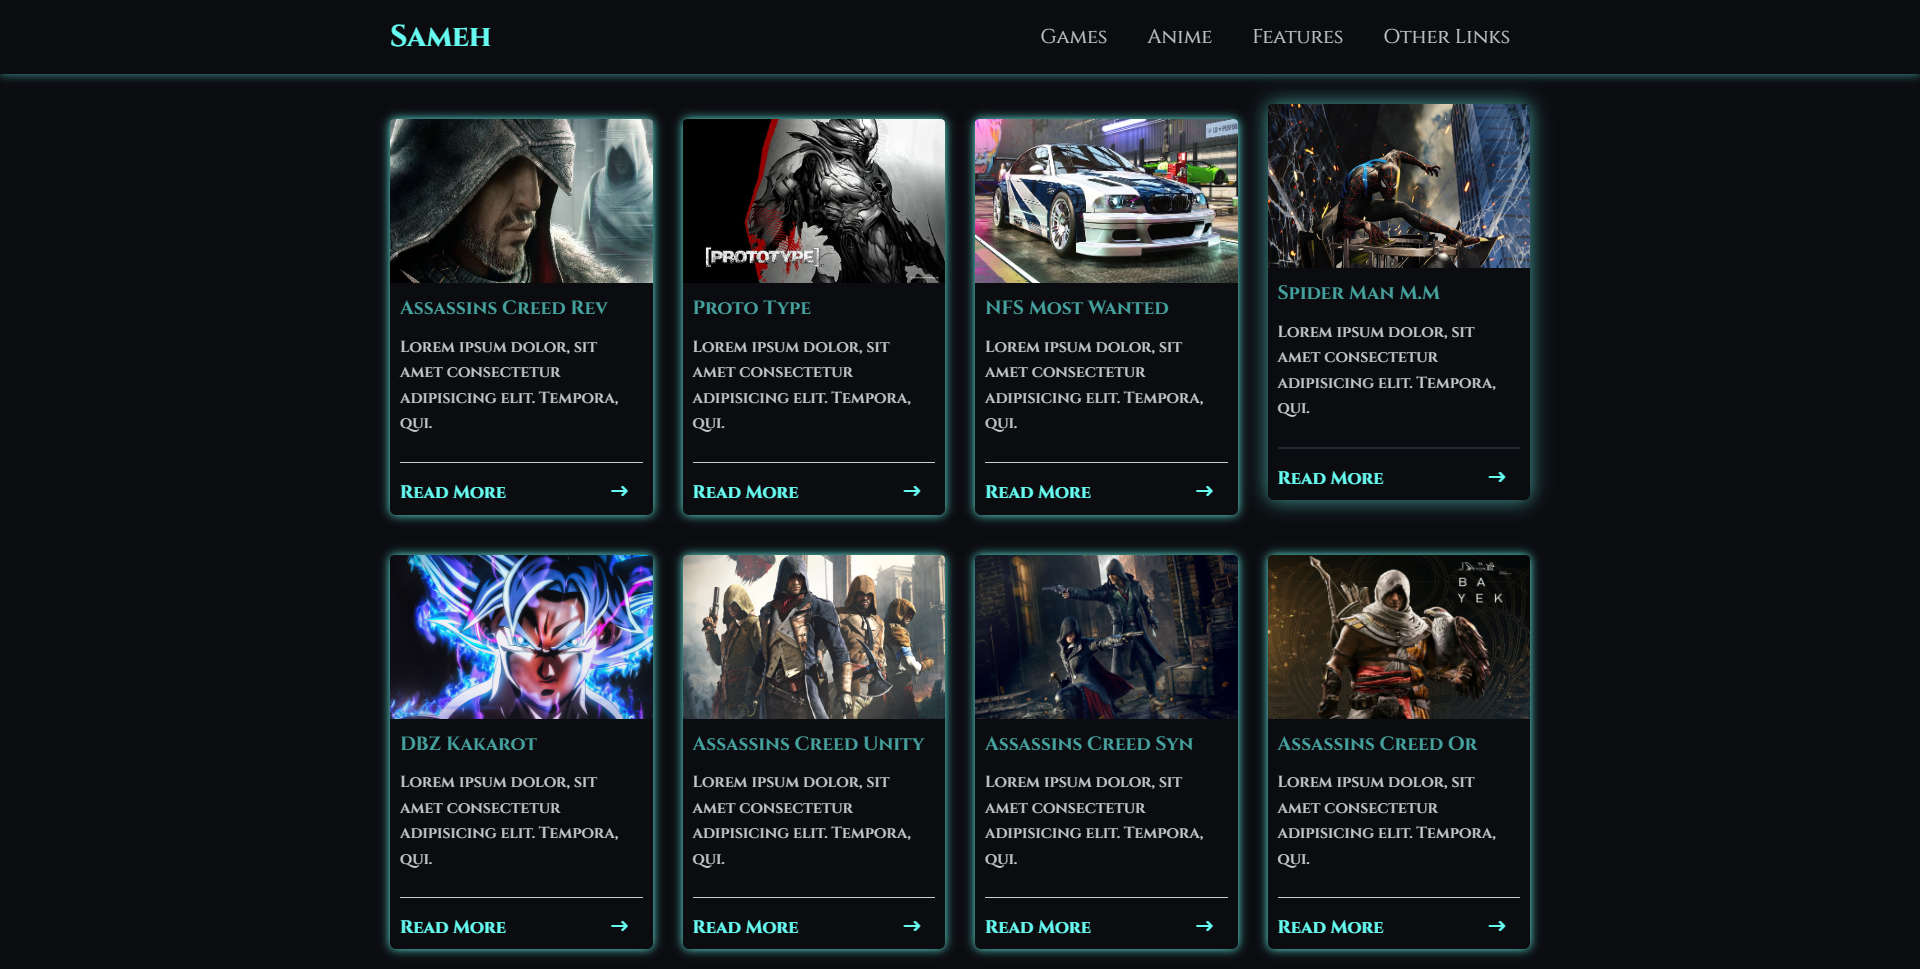 Sameh
Games Anime Features Other Links
[PROTOTYPE]
Assassins Creed Rev
Lorem ipsum dolor, sit
amet consectetur
adipisicing elit. Tempora,
qui.
Read More →
Proto Type
Lorem ipsum dolor, sit
amet consectetur
adipisicing elit. Tempora,
qui.
Read More →
NFS Most Wanted
Lorem ipsum dolor, sit
amet consectetur
adipisicing elit. Tempora,
qui.
Read More →
Spider Man M.M
Lorem ipsum dolor, sit
amet consectetur
adipisicing elit. Tempora,
qui.
Read More →
DBZ Kakarot
Lorem ipsum dolor, sit
amet consectetur
adipisicing elit. Tempora,
qui.
Read More →
Assassins Creed Unity
Lorem ipsum dolor, sit
amet consectetur
adipisicing elit. Tempora,
qui.
Read More →
Assassins Creed Syn
Lorem ipsum dolor, sit
amet consectetur
adipisicing elit. Tempora,
qui.
Read More →
BA
YEK
Assassins Creed Or
Lorem ipsum dolor, sit
amet consectetur
adipisicing elit. Tempora,
qui.
Read More →